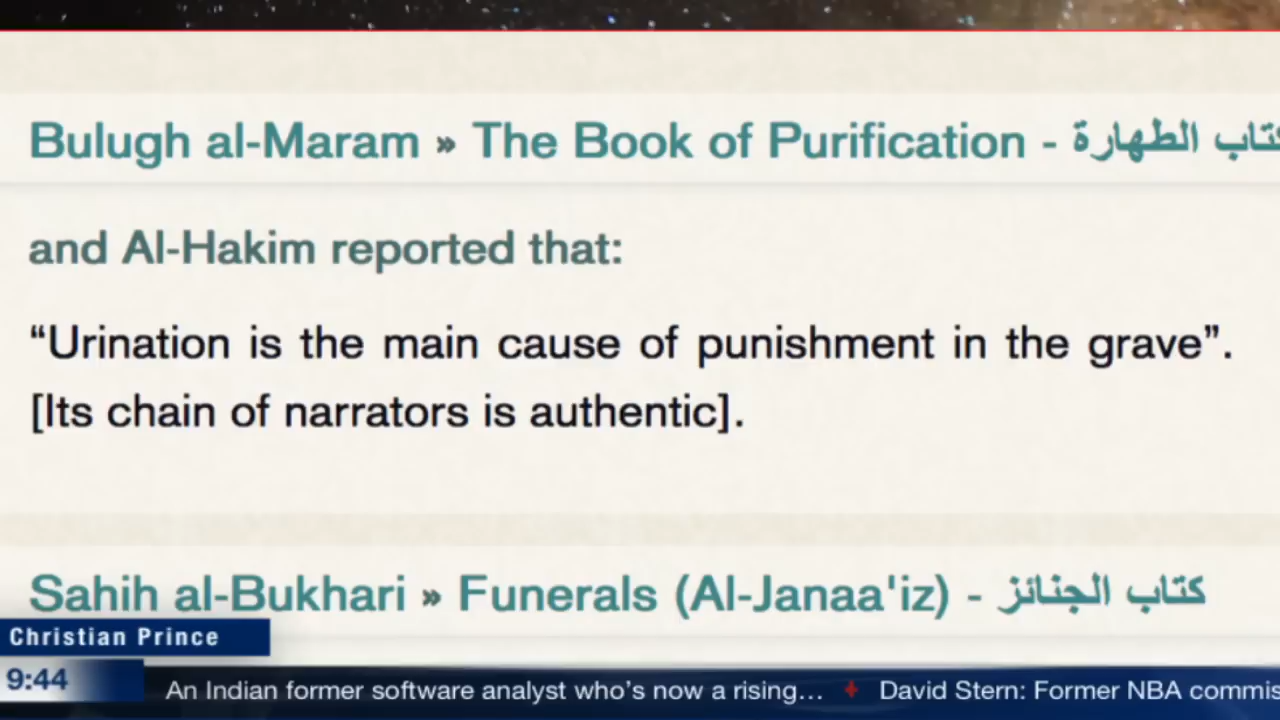 Bulugh al-Maram » The Book of Purification - كتاب الطهارة
and Al-Hakim reported that:
“Urination is the main cause of punishment in the grave”.
[Its chain of narrators is authentic].
Sahih al-Bukhari » Funerals (Al-Janaa'iz) - كتاب الجنائز
Christian Prince
9:44
An Indian former software analyst who’s now a rising... David Stern: Former NBA commis